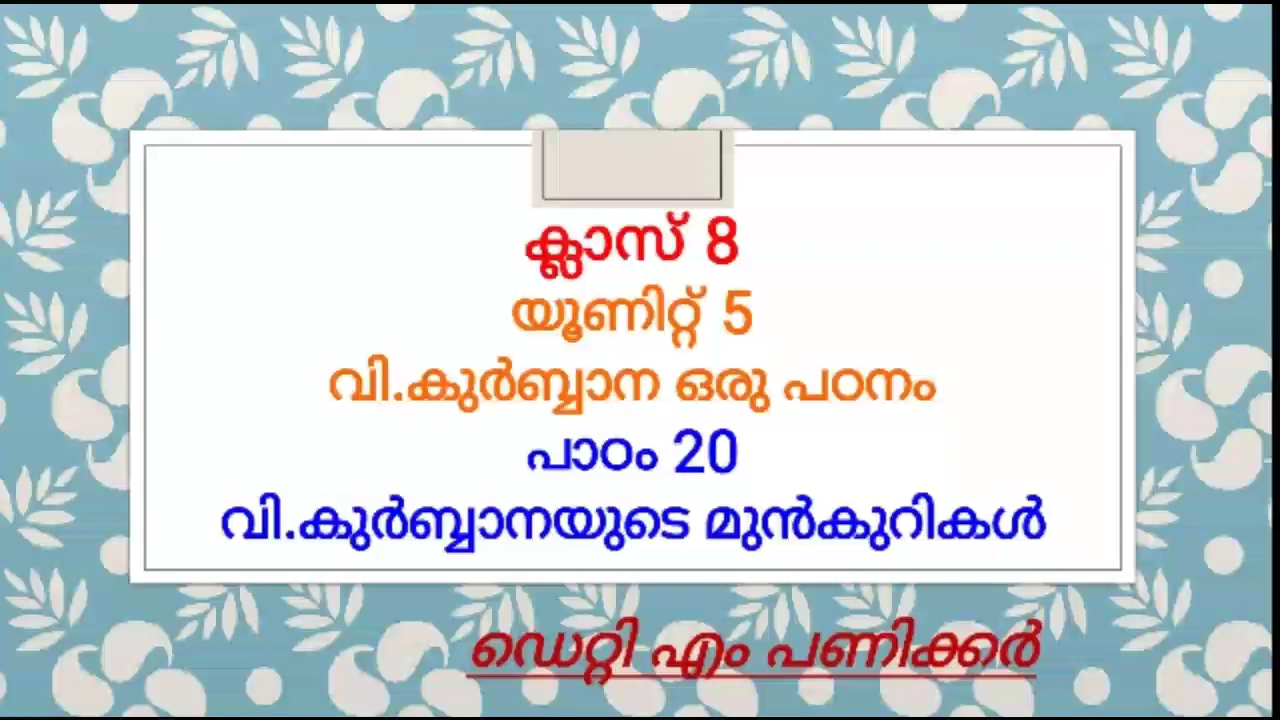 ക്ലാസ് 8
യൂണിറ്റ് 5
വി.കുർബ്ബാന ഒരു പഠനം
പാഠം 20
വി.കുർബ്ബാനയുടെ മുൻകുറികൾ
ഡെറ്റി എം പണിക്കർ